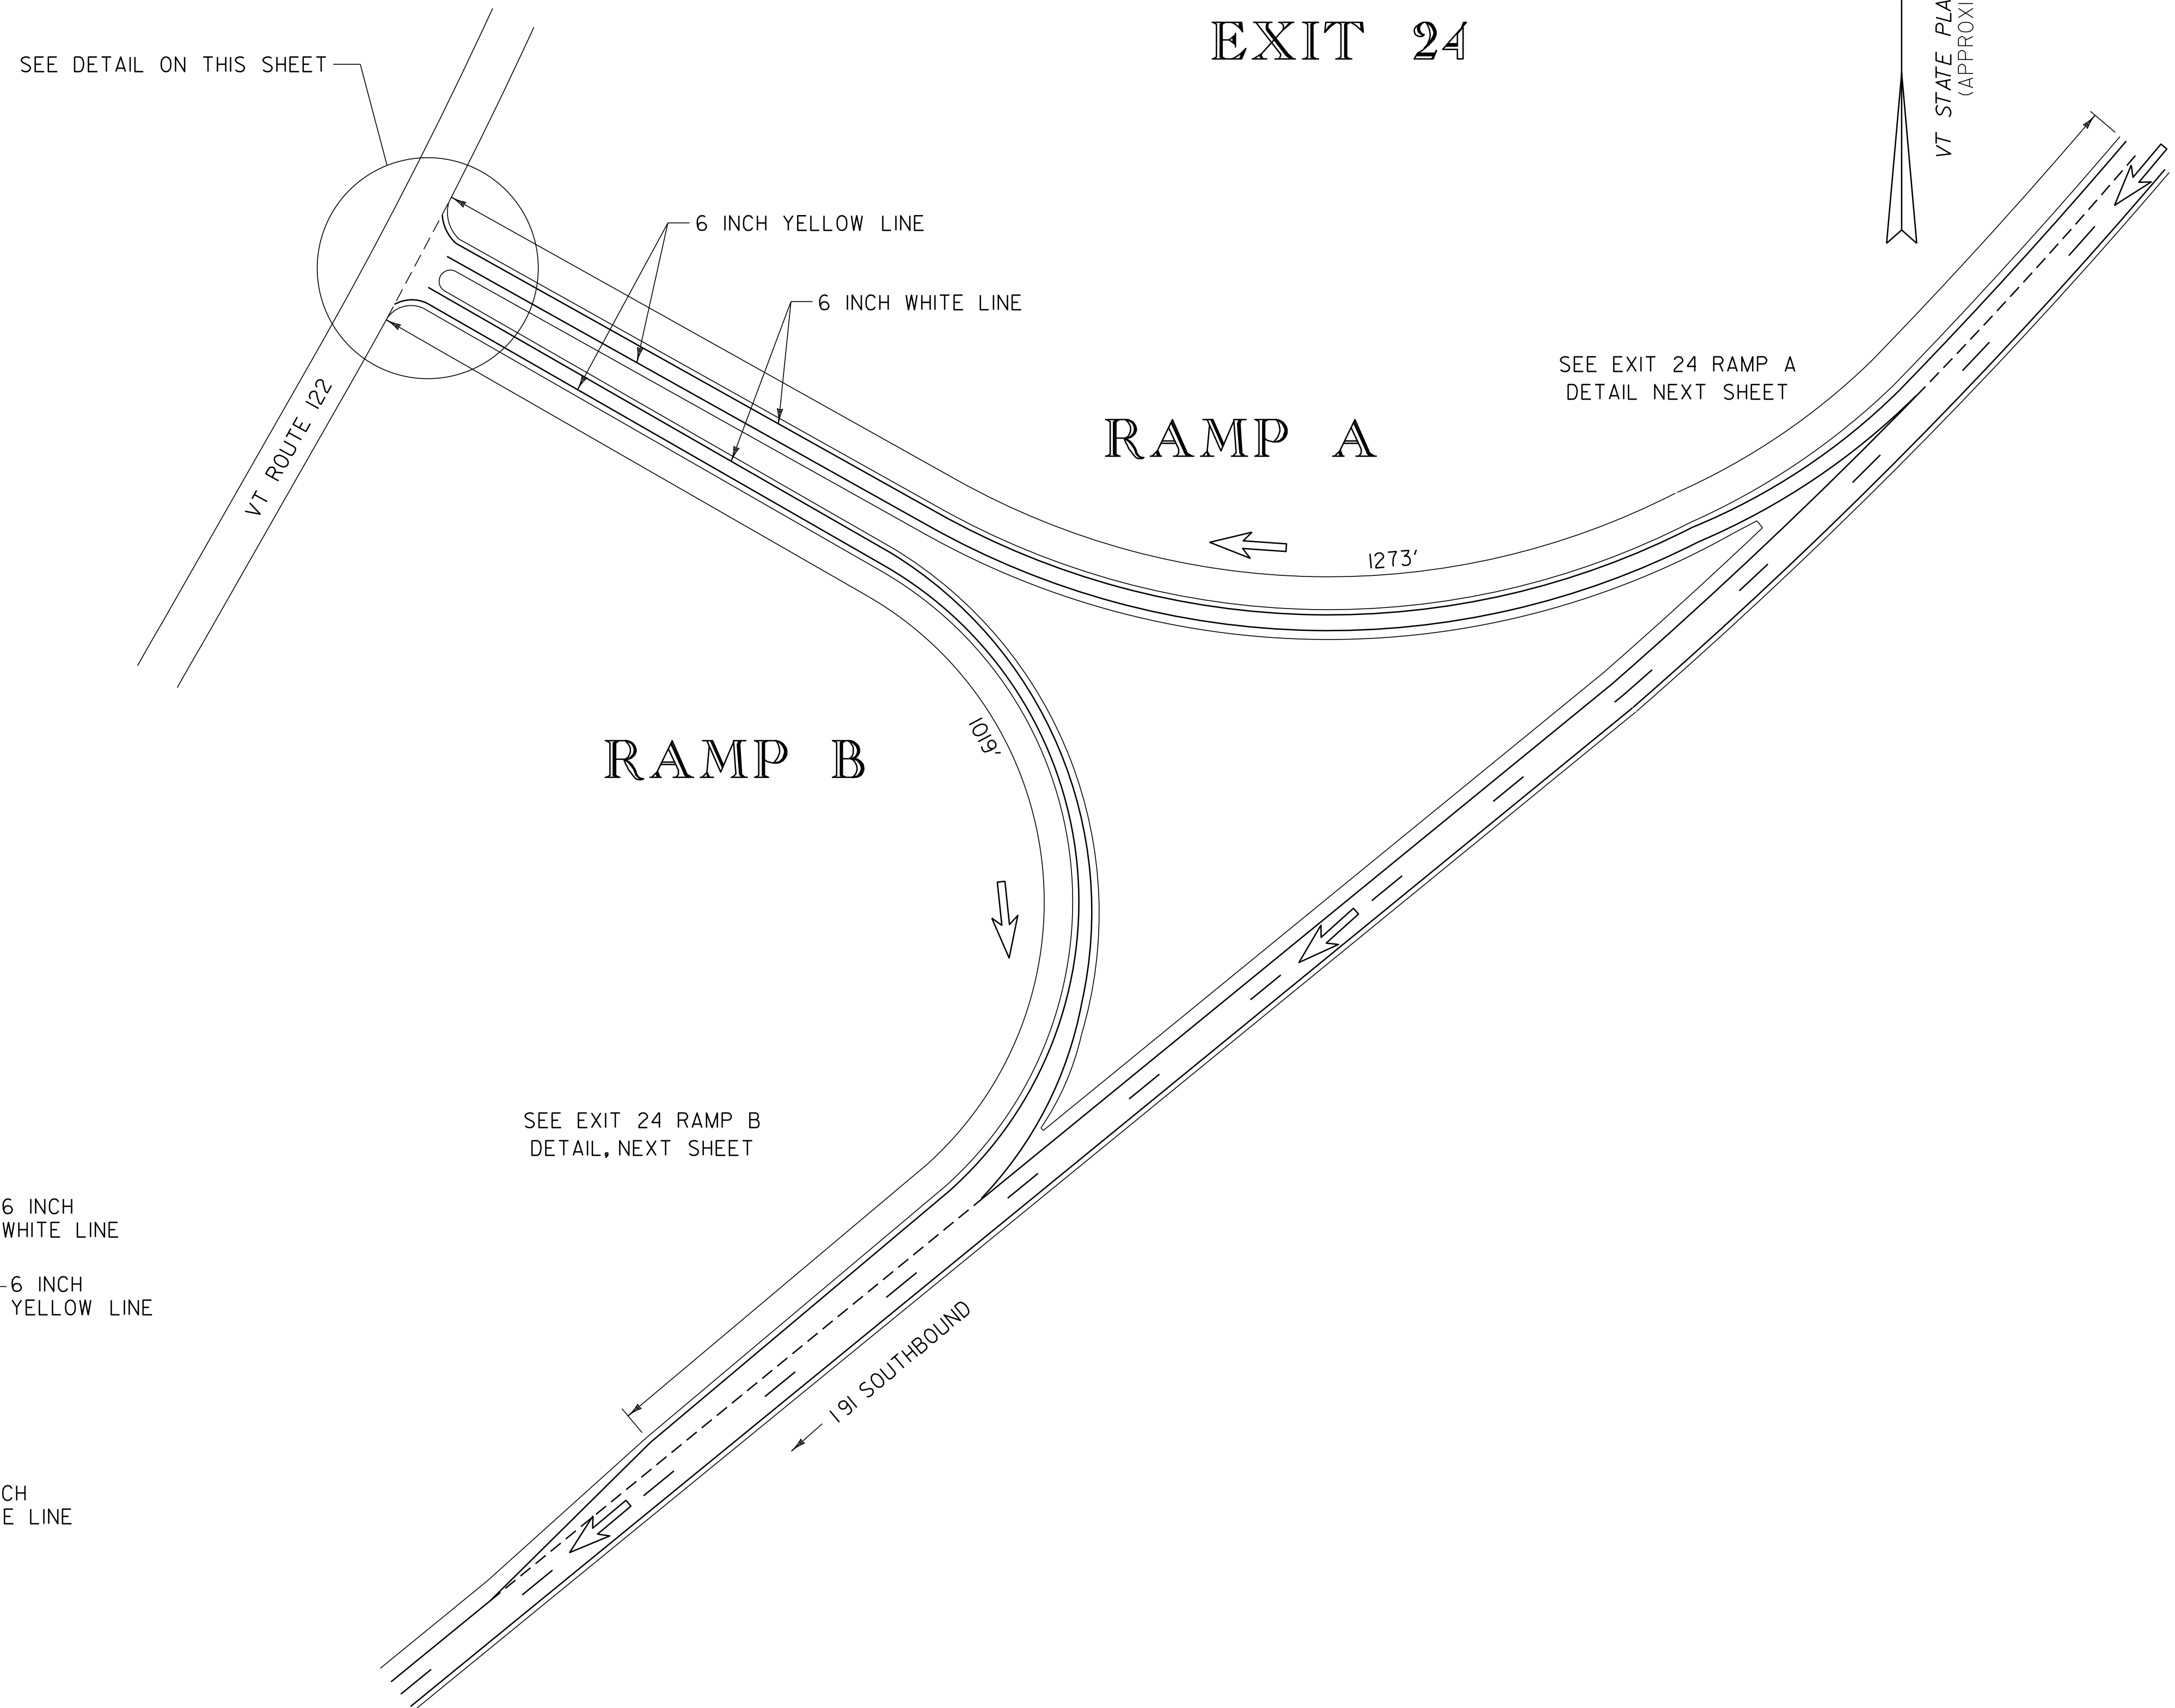 EXIT 24
VT STATE PLA
(APPROXI
SEE DETAIL ON THIS SHEET
6 INCH YELLOW LINE
6 INCH WHITE LINE
SEE EXIT 24 RAMP A
DETAIL NEXT SHEET
VT ROUTE 122
RAMP A
1273'
RAMP B
1019'
SEE EXIT 24 RAMP B
DETAIL, NEXT SHEET
6 INCH
WHITE LINE
6 INCH
YELLOW LINE
I 91 SOUTHBOUND
CH
E LINE